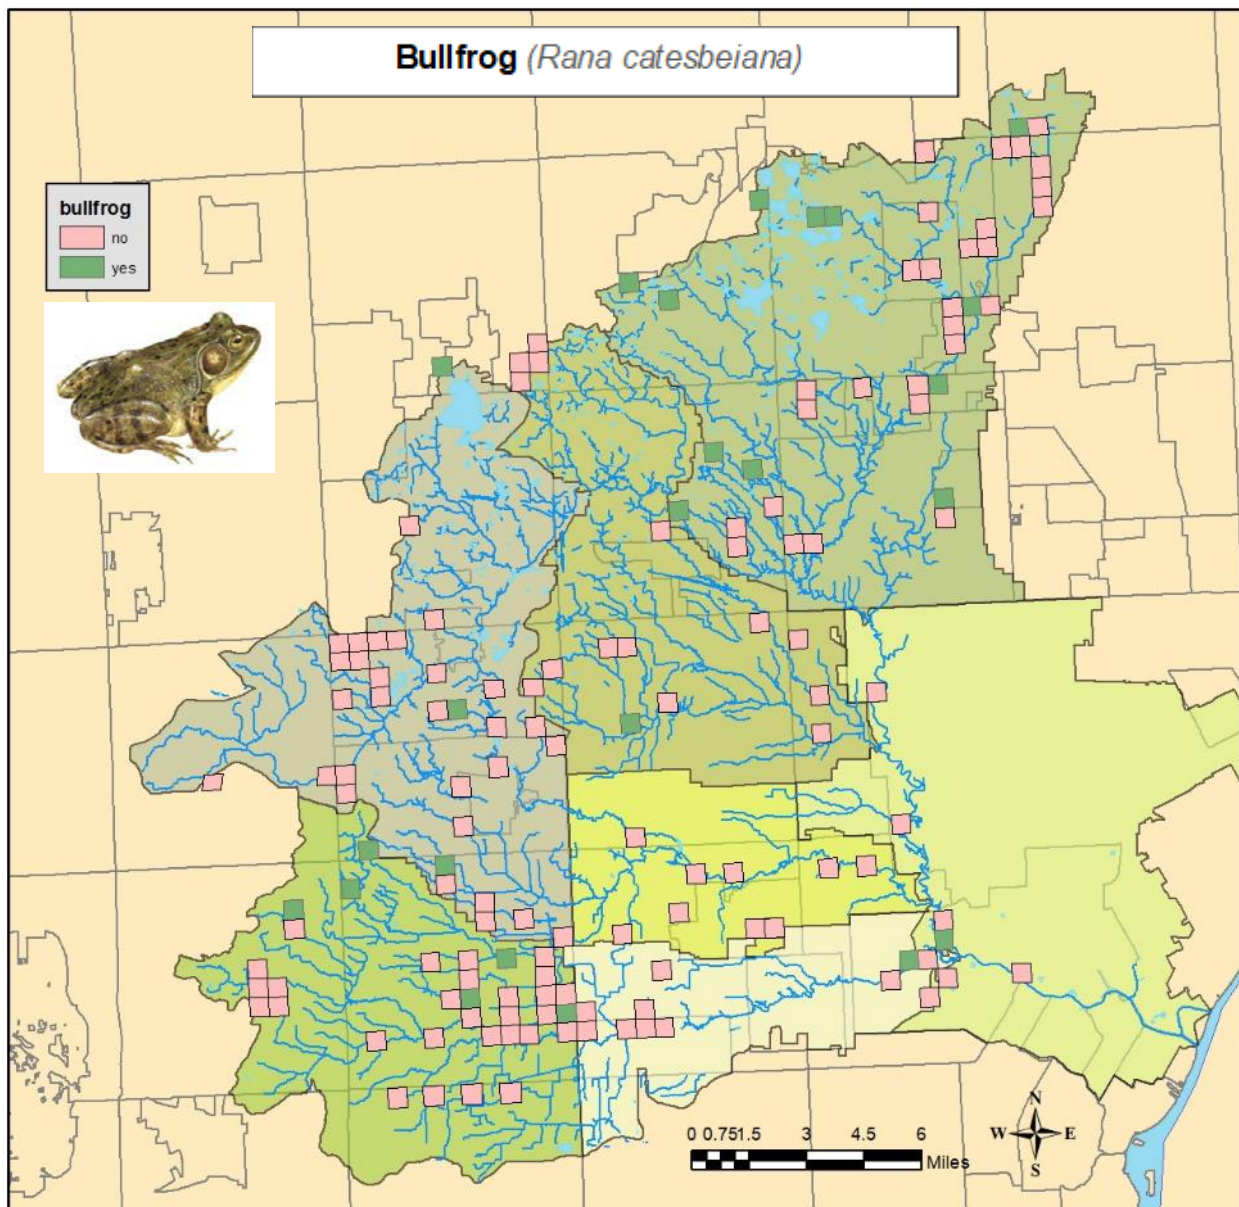 Bullfrog (Rana catesbeiana)
bullfrog
no
yes
N
W E
S
0 0.751.5 3 4.5 6
Miles